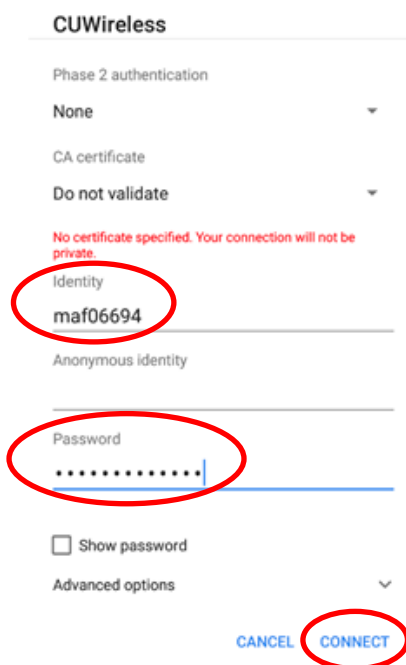 CUWireless
Phase 2 authentication
None
CA certificate
Do not validate
No certificate specified. Your connection will not be
private.
Identity
maf06694
Anonymous identity
Password
•••••••••••••
Show password
Advanced options
CANCEL CONNECT